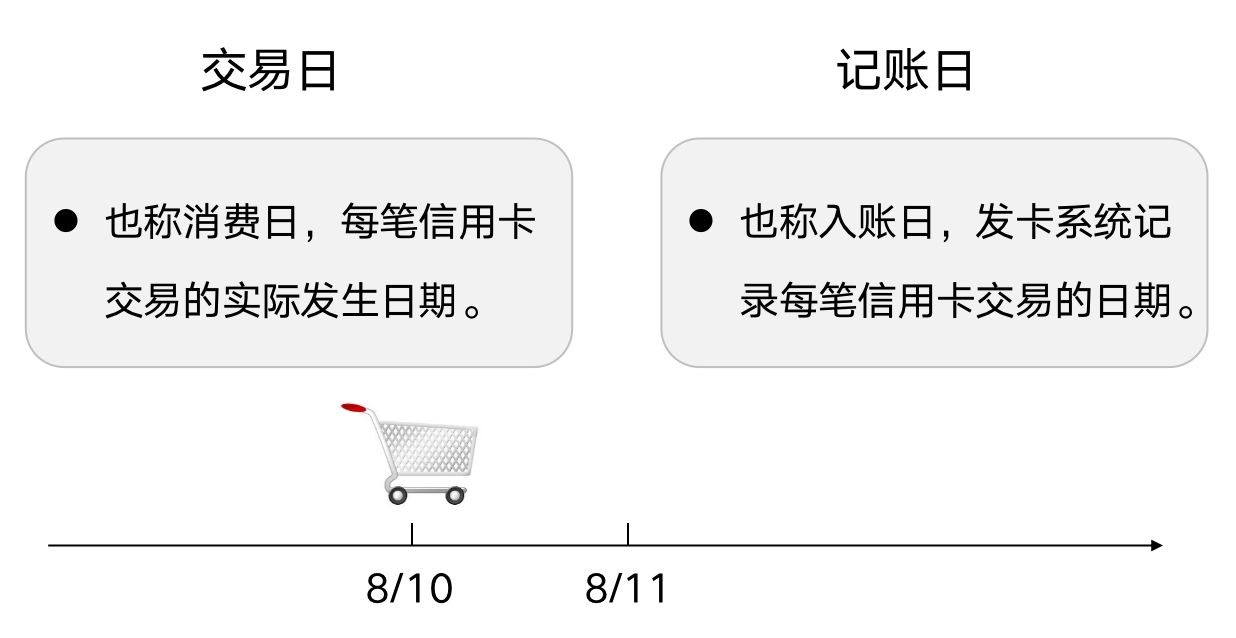 交易日
记账日
也称消费日，每笔信用卡
交易的实际发生日期。
也称入账日，发卡系统记
录每笔信用卡交易的日期。
8/10
8/11